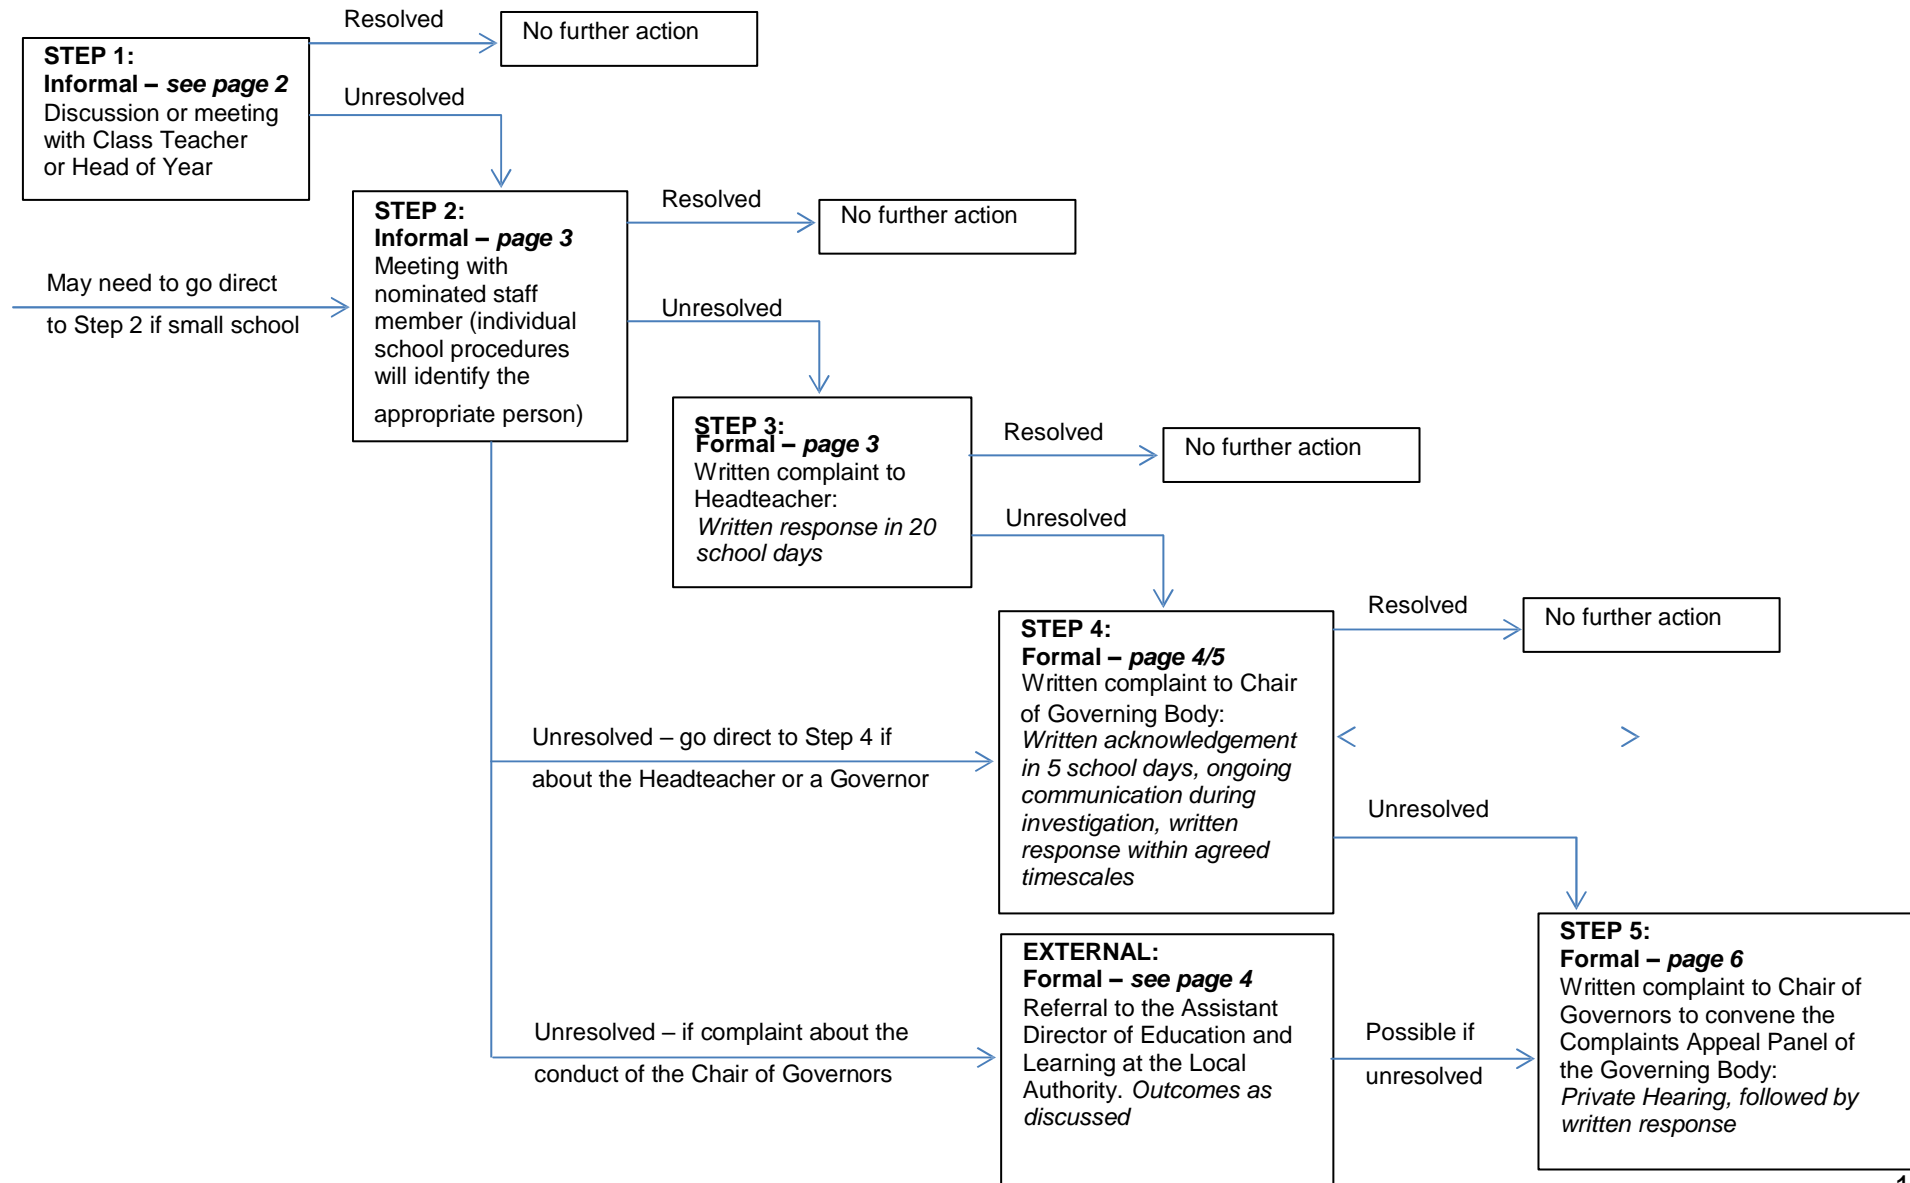 Resolved
No further action
STEP 1:
Informal – see page 2
Discussion or meeting
with Class Teacher
or Head of Year
Unresolved
STEP 2:
Informal – page 3
Meeting with
nominated staff
member (individual
school procedures
will identify the
appropriate person)
Resolved
No further action
May need to go direct
to Step 2 if small school
Unresolved
STEP 3:
Formal – page 3
Written complaint to
Headteacher:
Written response in 20
school days
Resolved
No further action
Unresolved
STEP 4:
Formal – page 4/5
Written complaint to Chair
of Governing Body:
Written acknowledgement
in 5 school days, ongoing
communication during
investigation, written
response within agreed
timescales
Resolved
No further action
Unresolved – go direct to Step 4 if
about the Headteacher or a Governor
Unresolved
EXTERNAL:
Formal – see page 4
Referral to the Assistant
Director of Education and
Learning at the Local
Authority. Outcomes as
discussed
Unresolved – if complaint about the
conduct of the Chair of Governors
Possible if
unresolved
STEP 5:
Formal – page 6
Written complaint to Chair of
Governors to convene the
Complaints Appeal Panel of
the Governing Body:
Private Hearing, followed by
written response